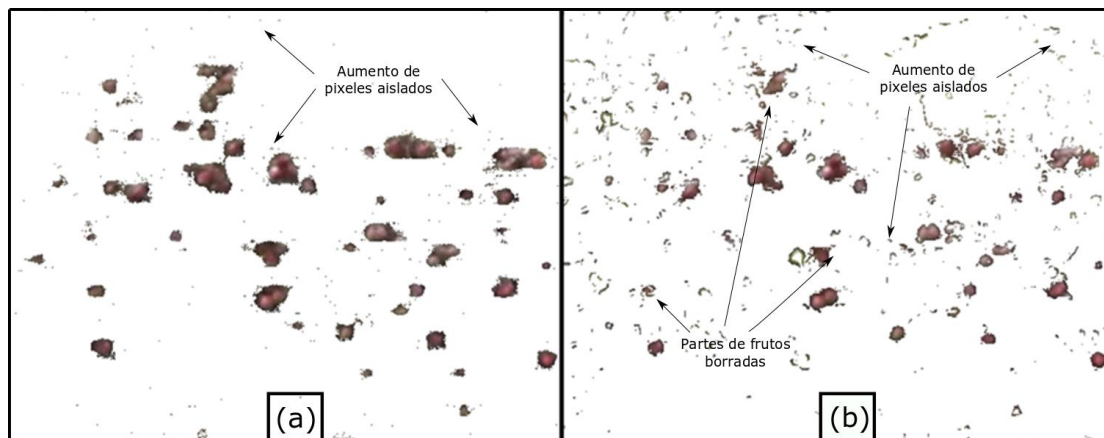 Aumento de
pixeles aislados
(a)
Aumento de
pixeles aislados
Partes de frutos
borradas
(b)